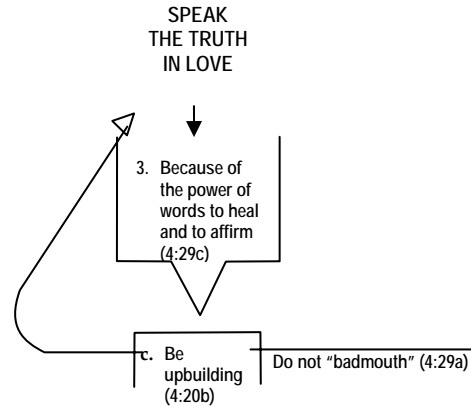 SPEAK
THE TRUTH
IN LOVE
3. Because of
the power of
words to heal
and to affirm
(4:29c)
c. Be
upbuilding
(4:20b)
Do not “badmouth” (4:29a)